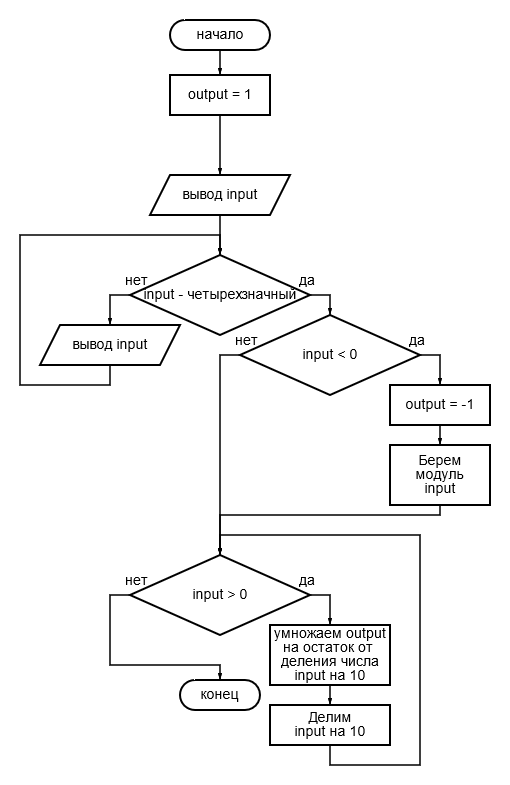 начало
output = 1
вывод input
нет
да
input - четырехзначный
вывод input
нет
да
input < 0
output = -1
Берем
модуль
input
нет
да
input > 0
умножаем output
на остаток от
деления числа
input на 10
конец
Делим
input на 10